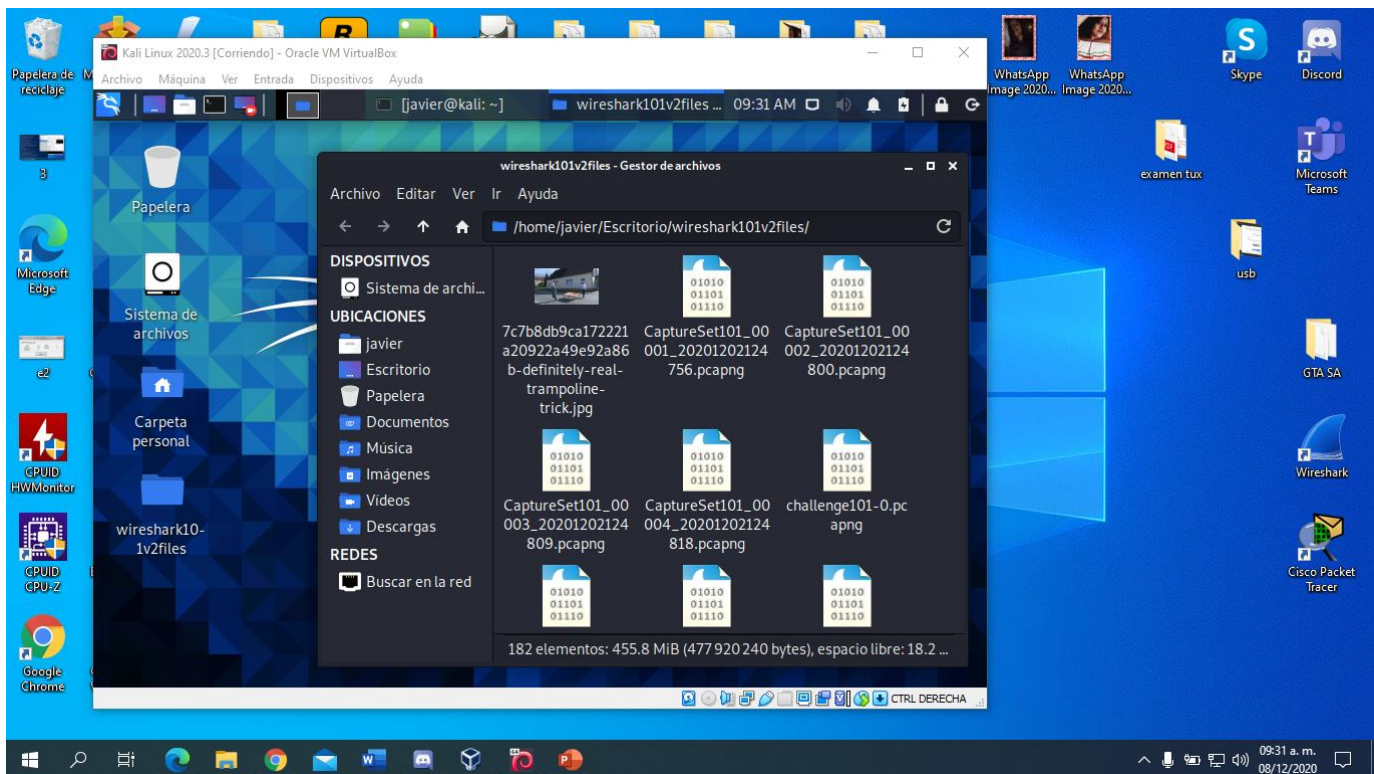 Kali Linux 2020.3 [Corriendo] - Oracle VM VirtualBox
Archivo Máquina Ver Entrada Dispositivos Ayuda
[javier@kali: ~]
wireshark101v2files ...
09:31 AM
Papelera
Sistema de
archivos
Carpeta
personal
wireshark10-
1v2files
wireshark101v2files - Gestor de archivos
Archivo Editar Ver Ir Ayuda
/home/javier/Escritorio/wireshark101v2files/
DISPOSITIVOS
Sistema de archi...
UBICACIONES
javier
Escritorio
Papelera
Documentos
Música
Imágenes
Vídeos
Descargas
REDES
Buscar en la red
7c7b8db9ca172221
a20922a49e92a86
b-definitely-real-
trampoline-
trick.jpg
CaptureSet101_00
001_20201202124
756.pcapng
CaptureSet101_00
002_20201202124
800.pcapng
CaptureSet101_00
003_20201202124
809.pcapng
CaptureSet101_00
004_20201202124
818.pcapng
challenge101-0.pc
apng
182 elementos: 455.8 MiB (477 920 240 bytes), espacio libre: 18.2 ...
CTRL DERECHA
Papelera de
reciclaje
3
Microsoft
Edge
e2
CPUID
HWMonitor
CPUID
CPU-Z
Google
Chrome
WhatsApp
Image 2020...
WhatsApp
Image 2020...
Skype
Discord
examen tux
Microsoft
Teams
usb
GTA SA
Wireshark
Cisco Packet
Tracer
09:31 a. m.
08/12/2020